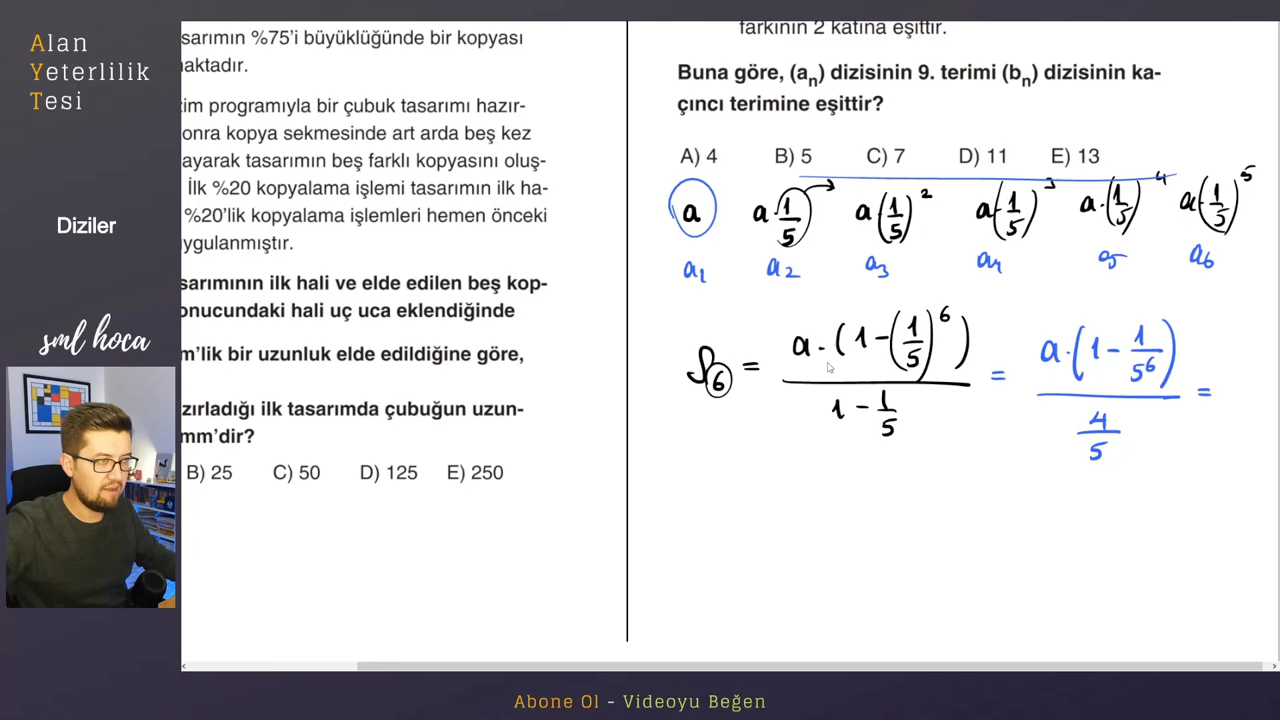 Alan
Yeterlilik
Tesi
Diziler
sml hoca
sarımın %75'i büyüklüğünde bir kopyası
naktadır.
zim programıyla bir çubuk tasarımı hazır-
onra kopya sekmesinde art arda beş kez
ayarak tasarımın beş farklı kopyasını oluş-
İlk %20 kopyalama işlemi tasarımın ilk ha-
%20'lik kopyalama işlemleri hemen önceki
uygulanmıştır.
sarımının ilk hali ve elde edilen beş kop-
onucundaki hali uç uca eklendiğinde
m'lik bir uzunluk elde edildiğine göre,
azırladığı ilk tasarımda çubuğun uzun-
mm'dir?
B) 25 C) 50 D) 125 E) 250
farkının 2 katına eşittir.
Buna göre, (aₙ) dizisinin 9. terimi (bₙ) dizisinin ka-
çıncı terimine eşittir?
A) 4 B) 5 C) 7 D) 11 E) 13
a a·1/5 a(1/5)² a·(1/5)³ a·(1/5)⁴ a·(1/5)⁵
a₁ a₂ a₃ a₄ a₅ a₆
S₆ = a·(1-(1/5)⁶) / (1-1/5) = a·(1-1/5⁶) / (4/5) =
Abone Ol - Videoyu Beğen